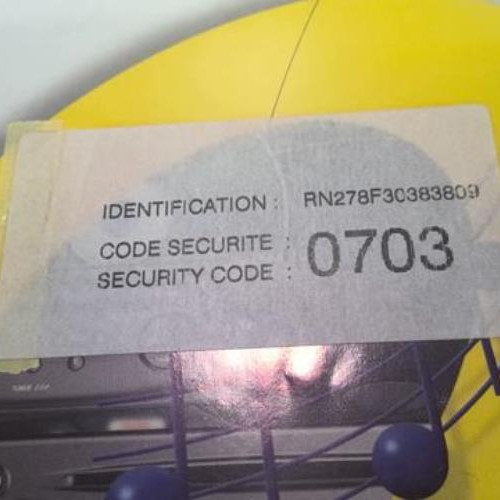 IDENTIFICATION : RN278F30383809
CODE SECURITE :
SECURITY CODE : 0703